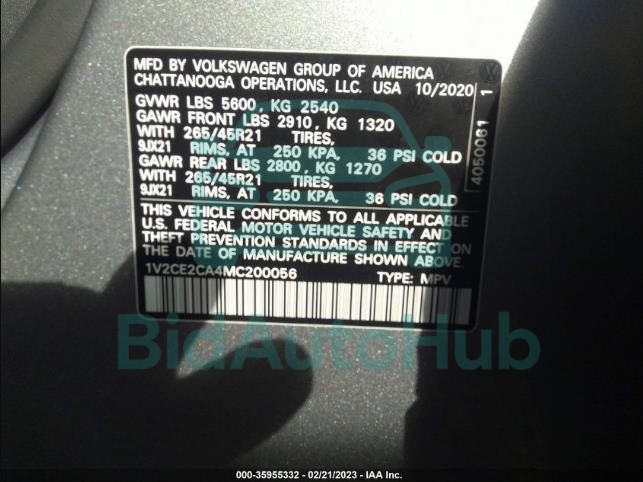 MFD BY VOLKSWAGEN GROUP OF AMERICA
CHATTANOOGA OPERATIONS, LLC. USA 10/2020
GVWR LBS 5600, KG 2540
GAWR FRONT LBS 2910, KG 1320
WITH 265/45R21 TIRES,
9JX21 RIMS, AT 250 KPA, 36 PSI COLD
GAWR REAR LBS 2800, KG 1270
WITH 265/45R21 TIRES,
9JX21 RIMS, AT 250 KPA, 36 PSI COLD
THIS VEHICLE CONFORMS TO ALL APPLICABLE
U.S. FEDERAL MOTOR VEHICLE SAFETY AND
THEFT PREVENTION STANDARDS IN EFFECT ON
THE DATE OF MANUFACTURE SHOWN ABOVE.
1V2CE2CA4MC200056 TYPE: MPV
4050081 1
BidAutoHub
000-35955332 - 02/21/2023 - IAA Inc.